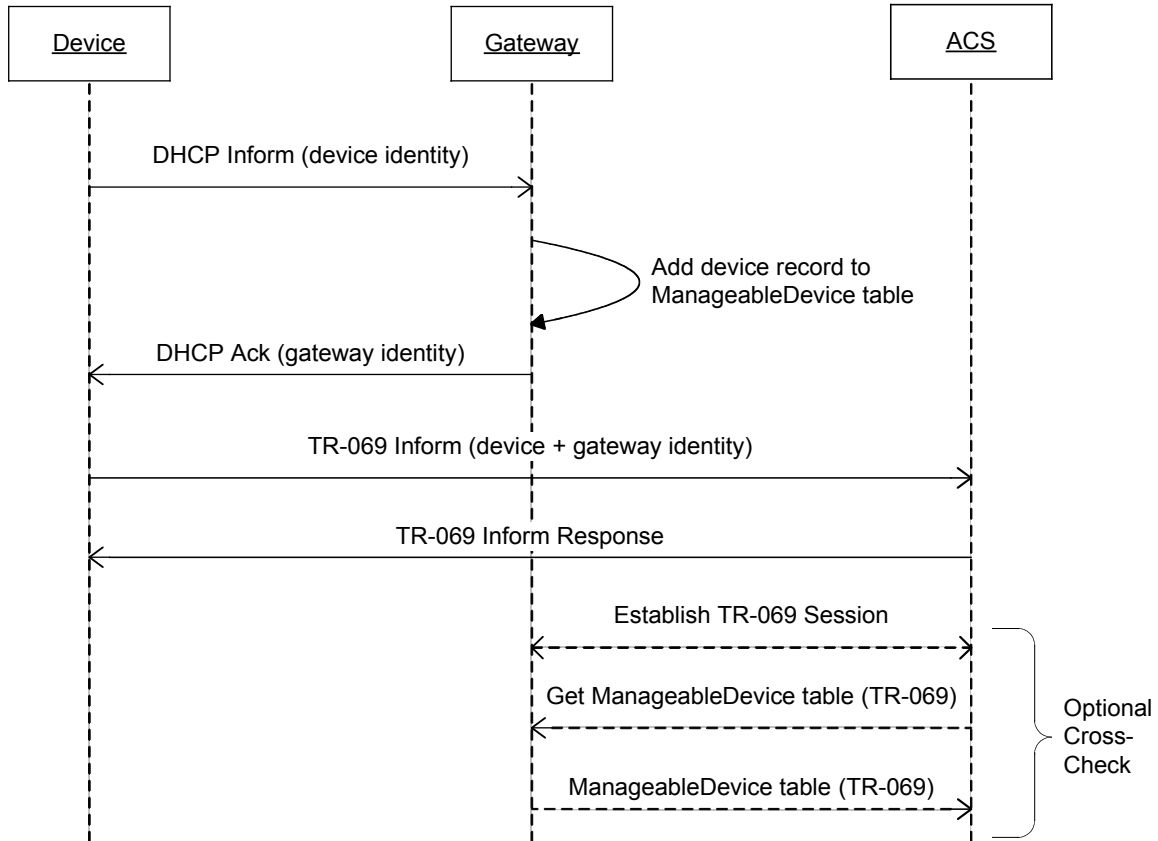 Device
Gateway
ACS
DHCP Inform (device identity)
Add device record to
ManageableDevice table
DHCP Ack (gateway identity)
TR-069 Inform (device + gateway identity)
TR-069 Inform Response
Establish TR-069 Session
Get ManageableDevice table (TR-069)
ManageableDevice table (TR-069)
Optional
Cross-
Check